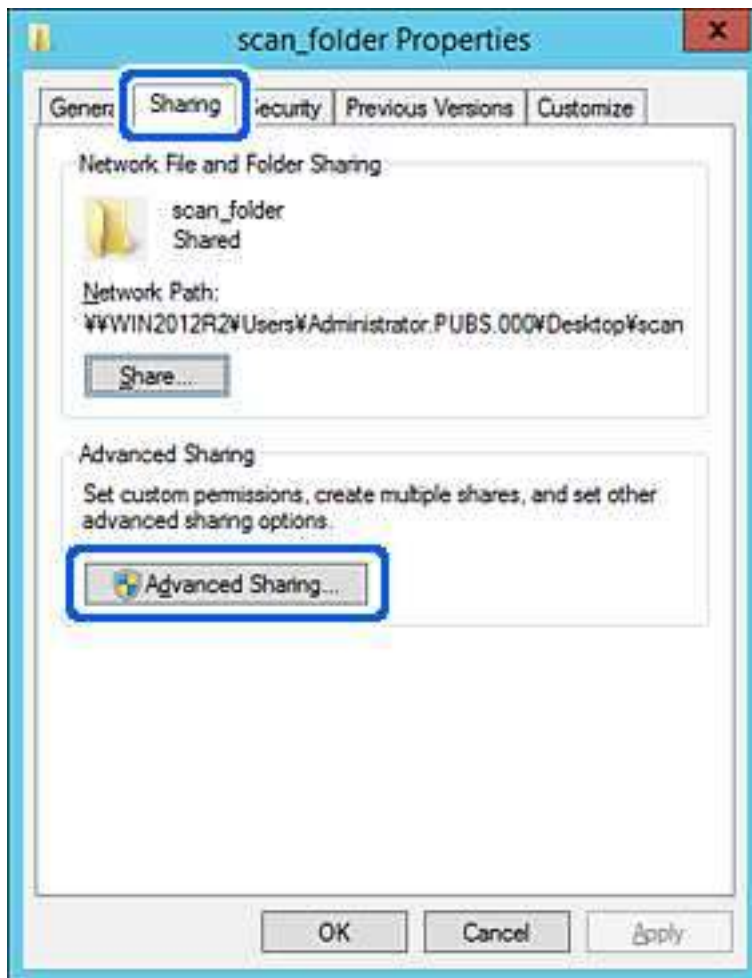 scan_folder Properties
General Sharing Security Previous Versions Customize
Network File and Folder Sharing
scan_folder
Shared
Network Path:
¥¥WIN2012R2¥Users¥Administrator.PUBS.000¥Desktop¥scan
Share...
Advanced Sharing
Set custom permissions, create multiple shares, and set other
advanced sharing options.
Advanced Sharing...
OK Cancel Apply